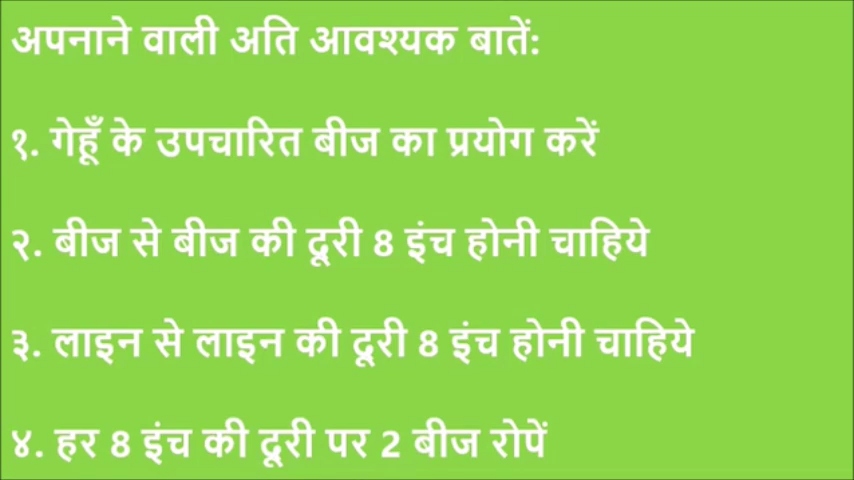 अपनाने वाली अति आवश्यक बातें:
१. गेहूँ के उपचारित बीज का प्रयोग करें
२. बीज से बीज की दूरी 8 इंच होनी चाहिये
३. लाइन से लाइन की दूरी 8 इंच होनी चाहिये
४. हर 8 इंच की दूरी पर 2 बीज रोपें